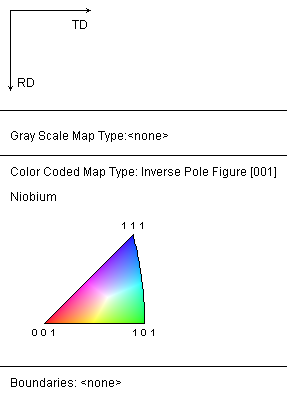 TD
RD
Gray Scale Map Type:<none>
Color Coded Map Type: Inverse Pole Figure [001]
Niobium
1 1 1
0 0 1 1 0 1
Boundaries: <none>